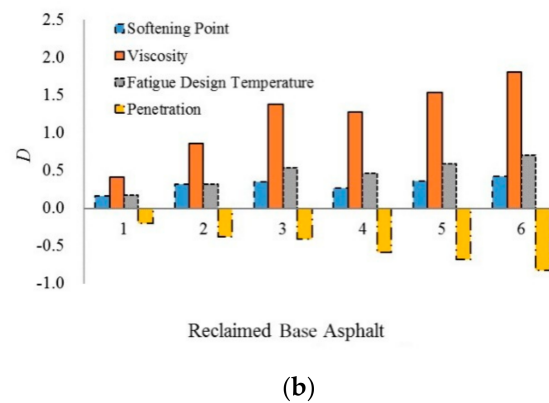 2.5
2.0
1.5
1.0
0.5
0.0
-0.5
-1.0
D
Softening Point
Viscosity
Fatigue Design Temperature
Penetration
1 2 3 4 5 6
Reclaimed Base Asphalt
(b)